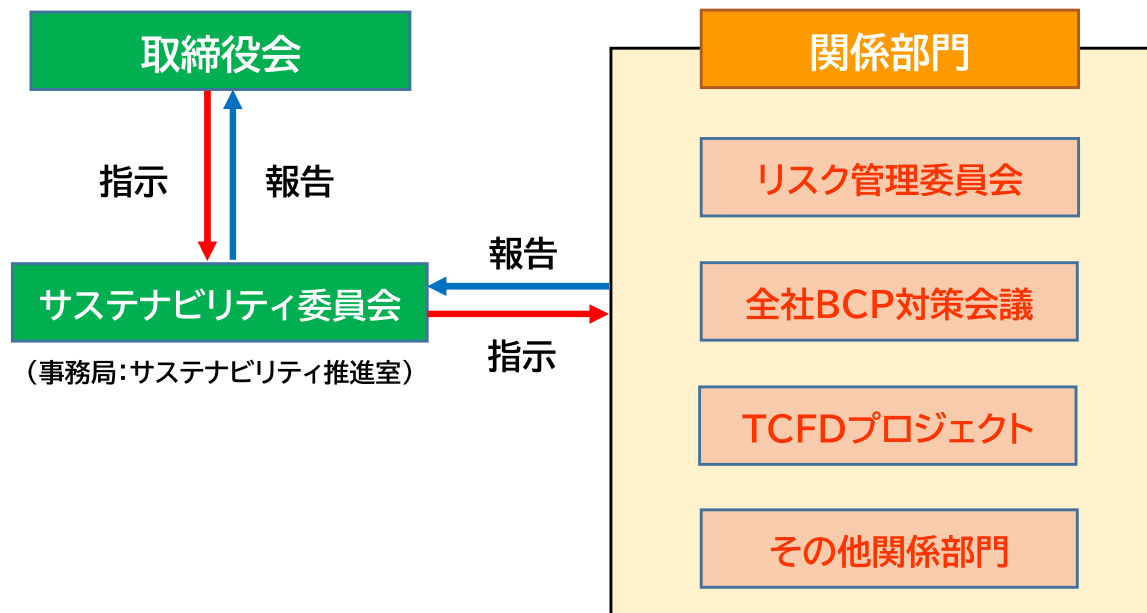 取締役会
指示
報告
サステナビリティ委員会
（事務局：サステナビリティ推進室）
報告
指示
関係部門
リスク管理委員会
全社BCP対策会議
TCFDプロジェクト
その他関係部門